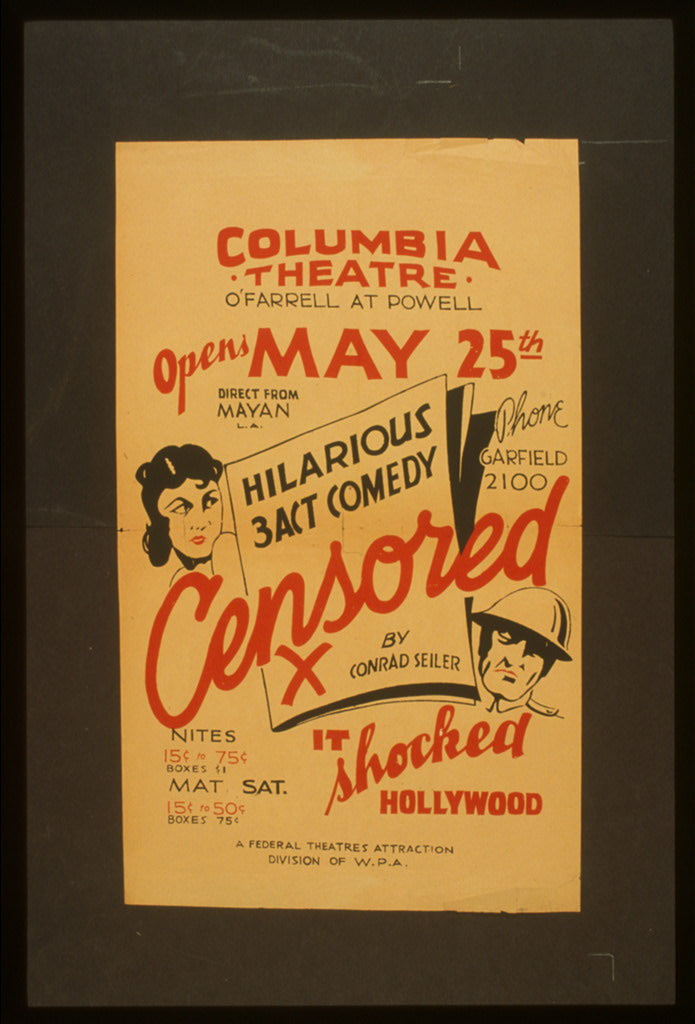 COLUMBIA
· THEATRE ·
O'FARRELL AT POWELL
Opens MAY 25th
DIRECT FROM
MAYAN
L.A.
Phone
GARFIELD
2100
HILARIOUS
3 ACT COMEDY
Censored
X
BY
CONRAD SEILER
NITES
15¢ to 75¢
BOXES $1
MAT. SAT.
15¢ to 50¢
BOXES 75¢
IT
shocked
HOLLYWOOD
A FEDERAL THEATRES ATTRACTION
DIVISION OF W.P.A.